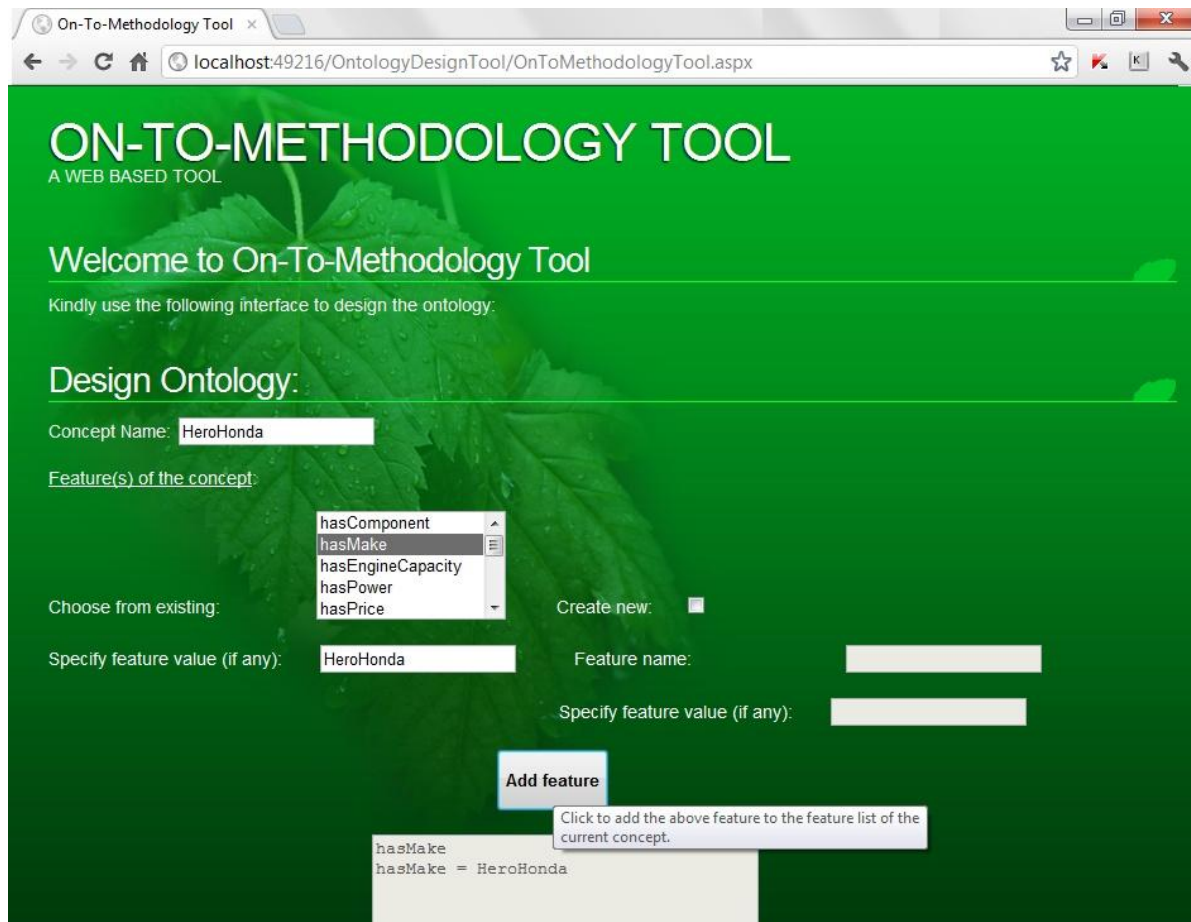 On-To-Methodology Tool
localhost:49216/OntologyDesignTool/OnToMethodologyTool.aspx
K
ON-TO-METHODOLOGY TOOL
A WEB BASED TOOL
Welcome to On-To-Methodology Tool
Kindly use the following interface to design the ontology:
Design Ontology:
Concept Name: HeroHonda
Feature(s) of the concept:
hasComponent
hasMake
hasEngineCapacity
hasPower
hasPrice
Choose from existing:
Create new:
Specify feature value (if any): HeroHonda
Feature name:
Specify feature value (if any):
Add feature
Click to add the above feature to the feature list of the
current concept.
hasMake
hasMake = HeroHonda